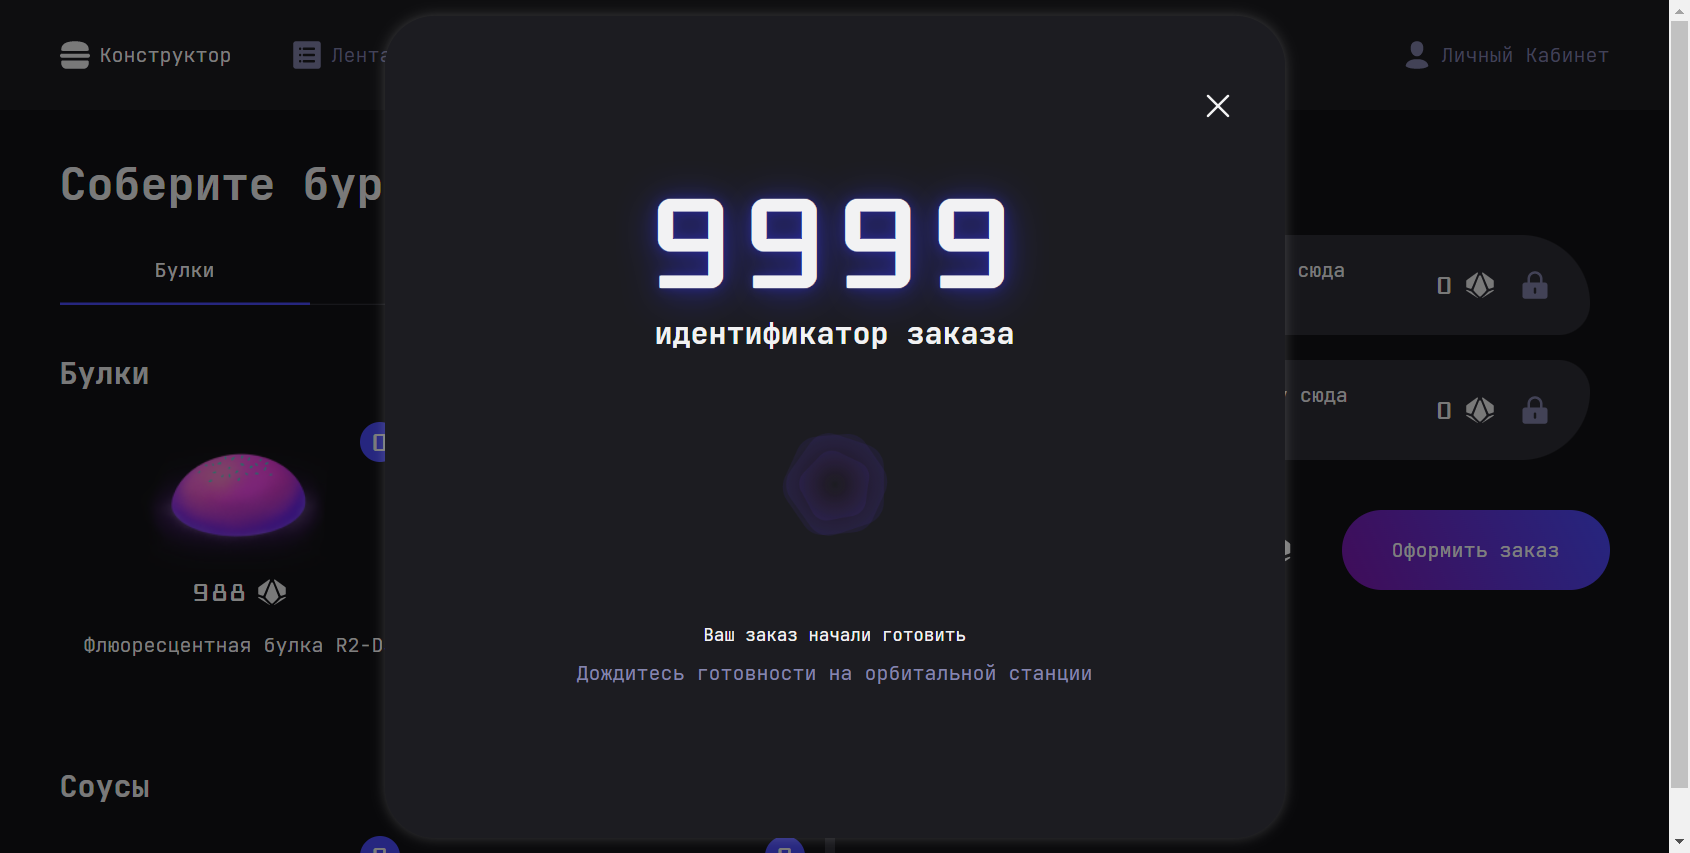 Конструктор
Лента
Личный Кабинет
Соберите бур
Булки
Булки
0
988
Флюоресцентная булка R2-D
Соусы
9999
идентификатор заказа
Ваш заказ начали готовить
Дождитесь готовности на орбитальной станции
сюда
0
сюда
0
Оформить заказ